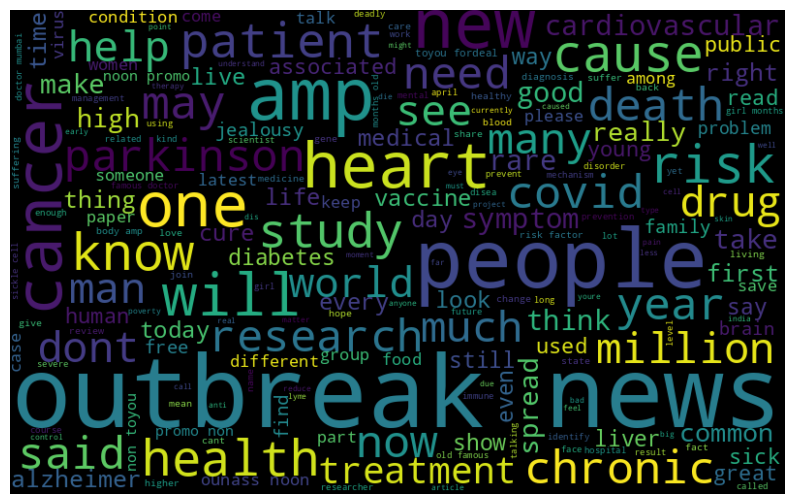 condition
point
come
talk
deadly
care
work
might
toyou fordeal
new
cardiovascular
time
virus
help
patient
understand
way
cause
public
women
noon promo
doctor mumbai
associated
need
diagnosis
suffer
among
right
make
live
months old
die
healthy
good
back
girl months
management
therapy
mental
april
please
death
read
cancer
may
amp
see
currently
caused
high
using
jealousy
blood
many
really
problem
early
related
kind
scientist
gene
share
medical
young
suffering
parkinson
heart
rare
mechanism
disorder
yet
well
someone
latest
medicine
eye
prevent
risk
famous doctor
life
keep
must
disea
cell
thing
one
vaccine
covid
project
prevention
type
drug
paper
cure
dis
day
symptom
skin
enough
body amp
love
study
family
know
diabetes
risk factor
lot
pain
less
take
living
sickle cell
join
moment
girl
far
people
first
man
will
world
every
look
change
long
year
save
give
poverty
anyone
youre
say
human
hope
future
india
level
brain
review
today
real
research
much
think
used
million
dont
case
free
different
group
food
still
state
severe
outbreak
news
call
name
reduce
due
even
bad
feel
mean
anti
immune
lyme
talking
identify
course
promo non
find
part
show
spread
face
hospital
big
fact
result
common
control
cant
now
liver
said
non toyou
health
old famous
treatment
chronic
sick
great
alzheimer
higher
ounass noon
researcher
article
called